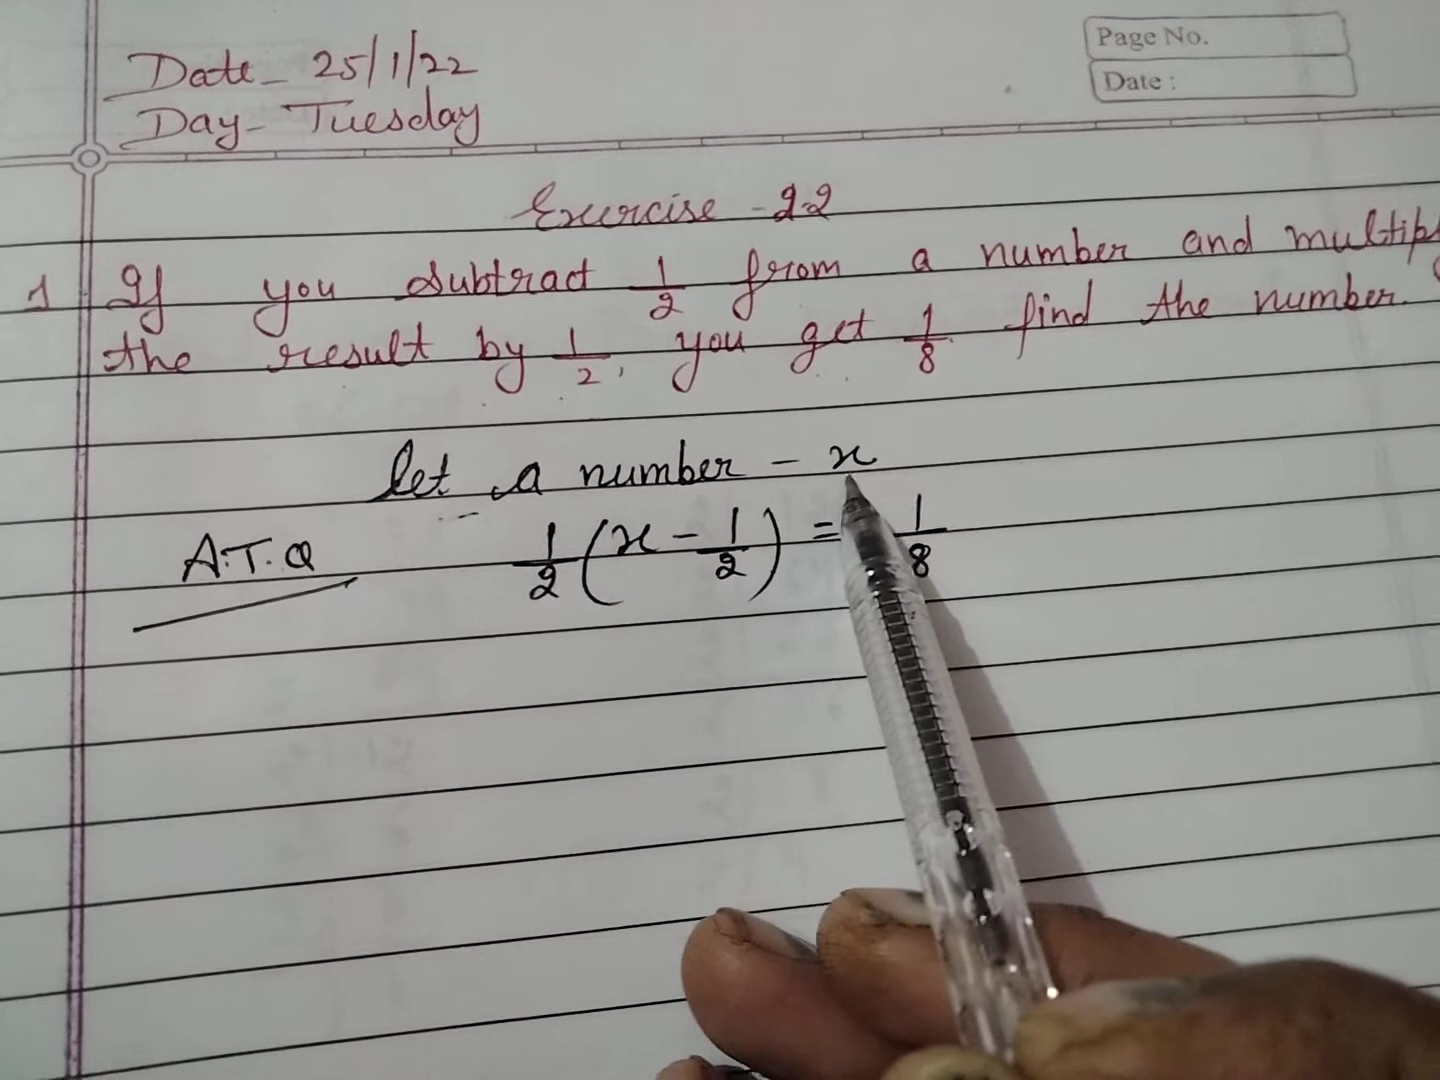 Date - 25/1/22
Day - Tuesday
Page No.
Date :
Exercise - 2.2
1 If you subtract 1/2 from a number and multiply
the result by 1/2, you get 1/8 find the number.
let a number - x
A.T.Q 1/2 (x - 1/2) = 1/8